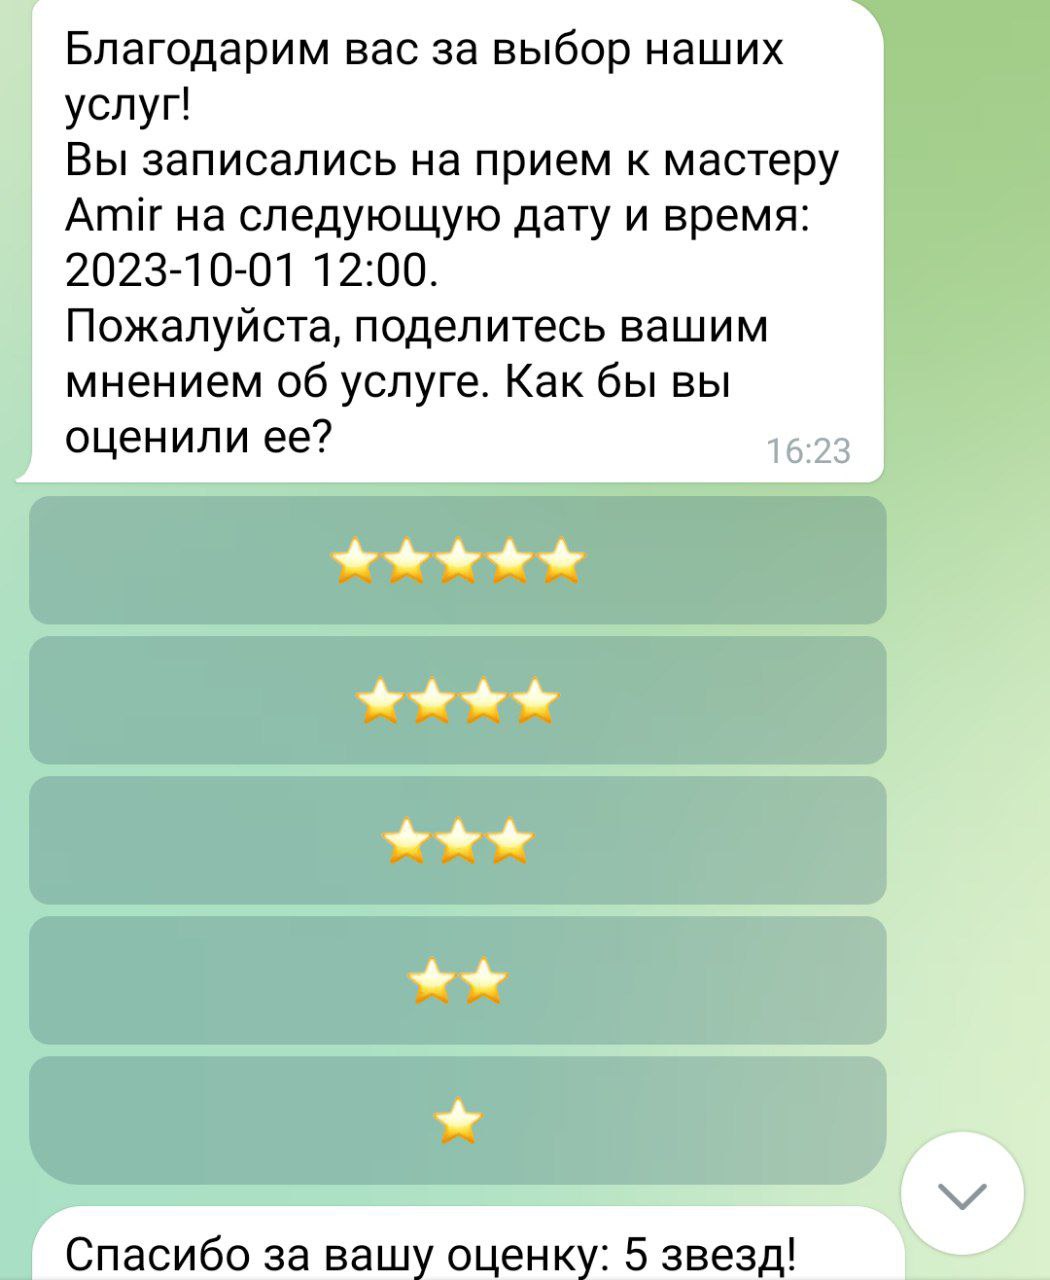 Благодарим вас за выбор наших
услуг!
Вы записались на прием к мастеру
Amir на следующую дату и время:
2023-10-01 12:00.
Пожалуйста, поделитесь вашим
мнением об услуге. Как бы вы
оценили ее?
16:23
⭐⭐⭐⭐⭐
⭐⭐⭐⭐
⭐⭐⭐
⭐⭐
⭐
Спасибо за вашу оценку: 5 звезд!